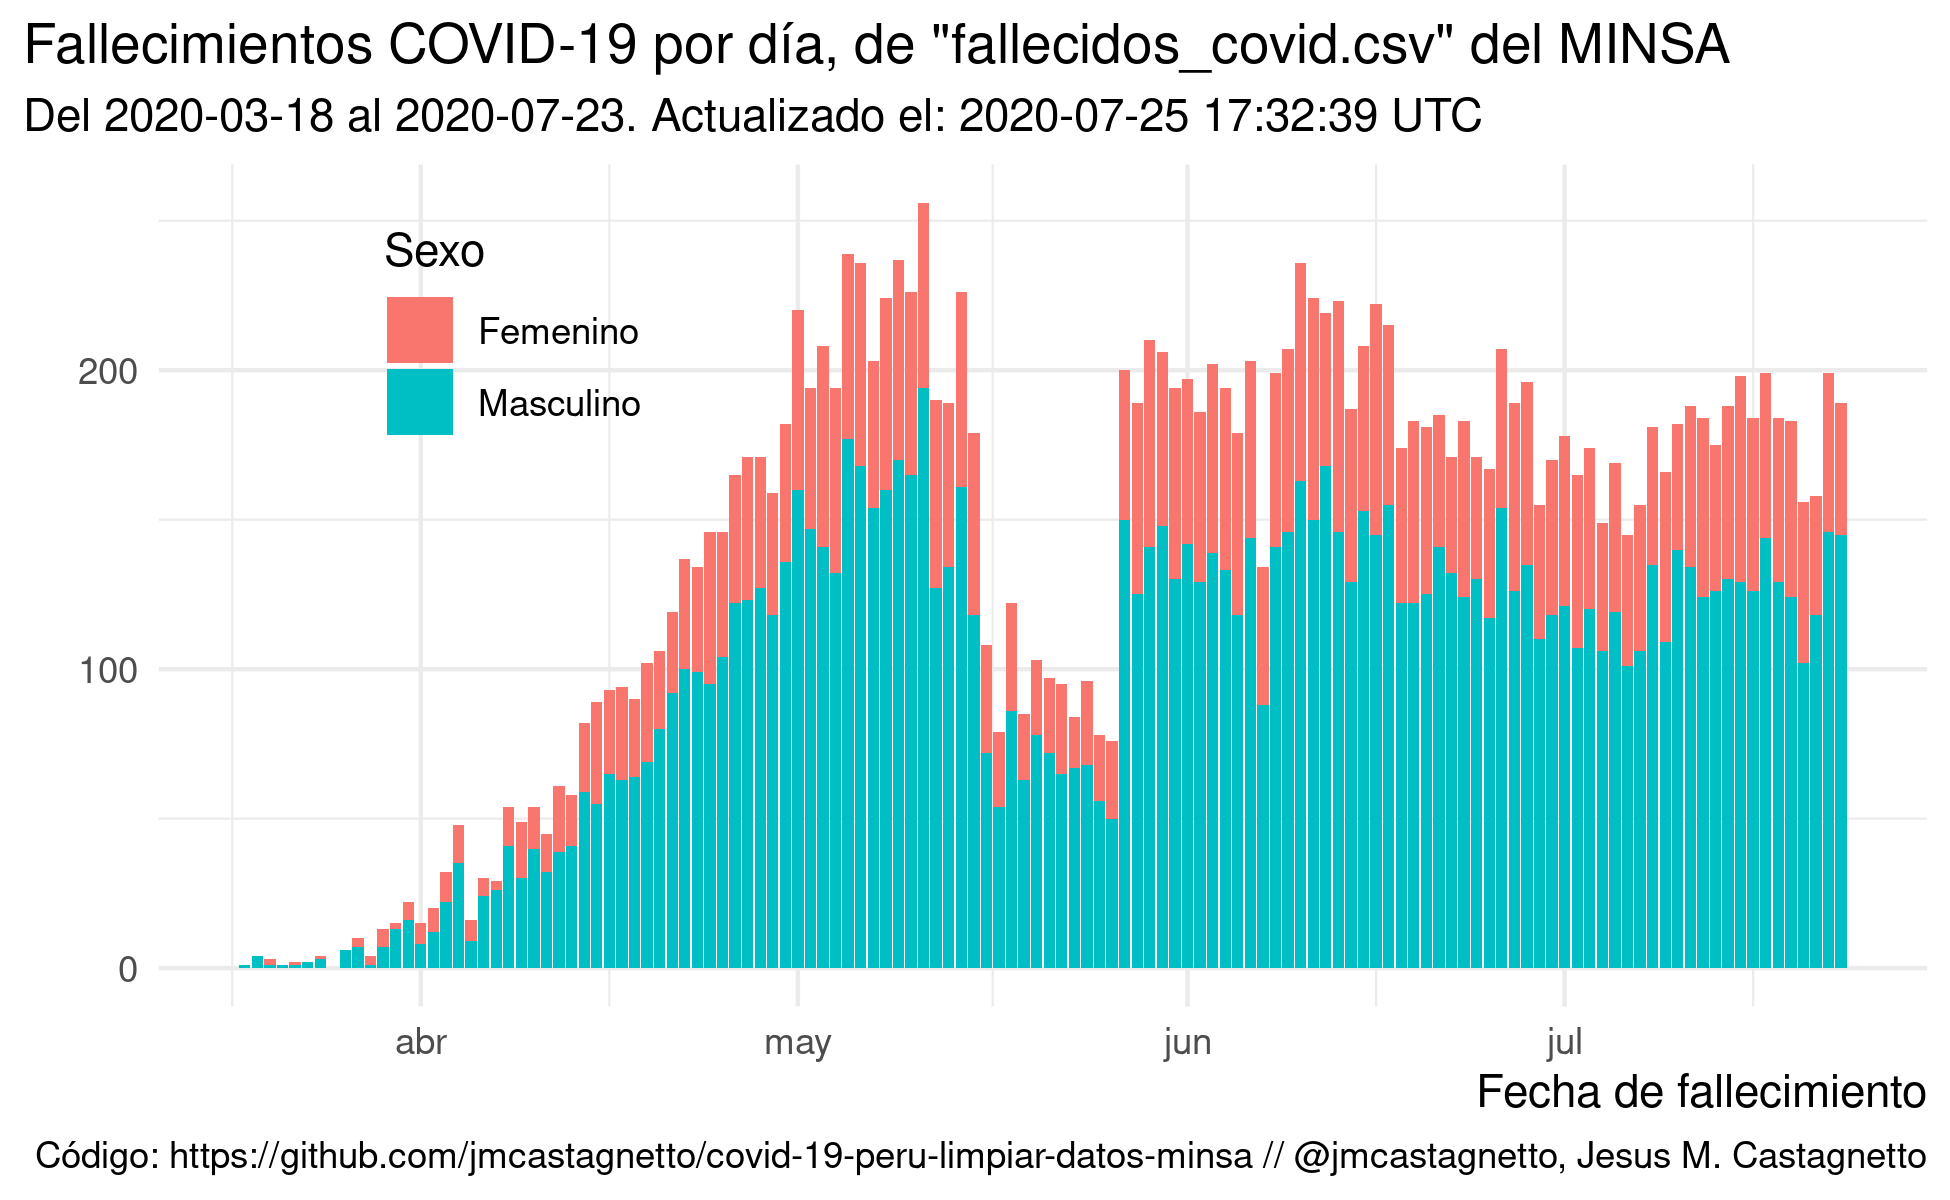 Fallecimientos COVID-19 por día, de "fallecidos_covid.csv" del MINSA
Del 2020-03-18 al 2020-07-23. Actualizado el: 2020-07-25 17:32:39 UTC
Sexo
Femenino
Masculino
200
100
0
abr may jun jul
Fecha de fallecimiento
Código: https://github.com/jmcastagnetto/covid-19-peru-limpiar-datos-minsa // @jmcastagnetto, Jesus M. Castagnetto